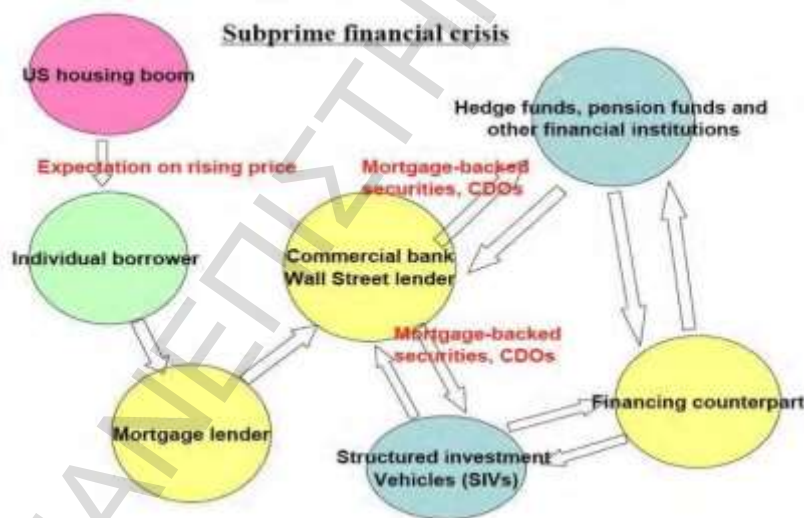 Subprime financial crisis
US housing boom
Hedge funds, pension funds and
other financial institutions
Expectation on rising price
Mortgage-backed
securities, CDOs
Individual borrower
Commercial bank
Wall Street lender
Mortgage-backed
securities, CDOs
Financing counterpart
Mortgage lender
Structured investment
Vehicles (SIVs)